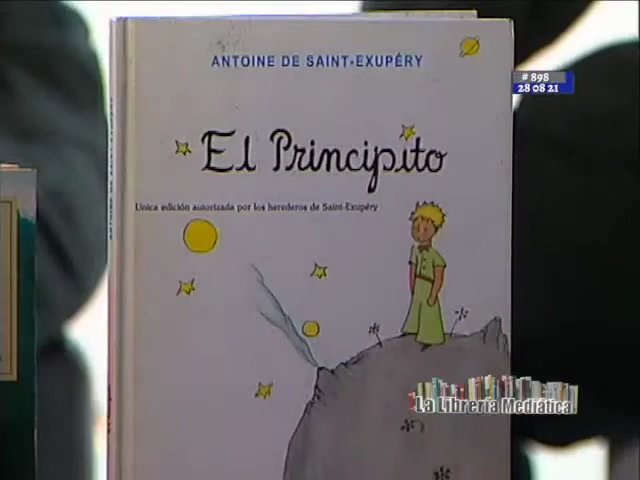 ANTOINE DE SAINT-EXUPÉRY
# 898
28 08 21
El Principito
Unica edición autorizada por los herederos de Saint-Exupéry
La Librería Mediática